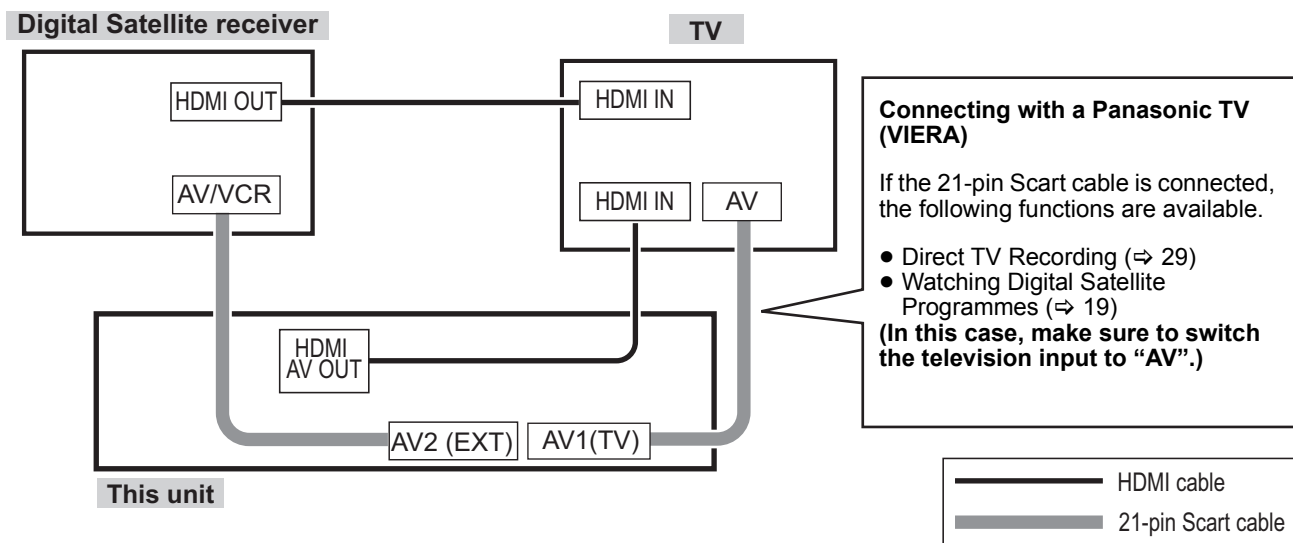 Digital Satellite receiver
TV
HDMI OUT
HDMI IN
AV/VCR
HDMI IN
AV
HDMI
AV OUT
AV2 (EXT)
AV1(TV)
This unit
Connecting with a Panasonic TV
(VIERA)
If the 21-pin Scart cable is connected,
the following functions are available.
● Direct TV Recording (⇨ 29)
● Watching Digital Satellite
Programmes (⇨ 19)
(In this case, make sure to switch
the television input to “AV”.)
HDMI cable
21-pin Scart cable